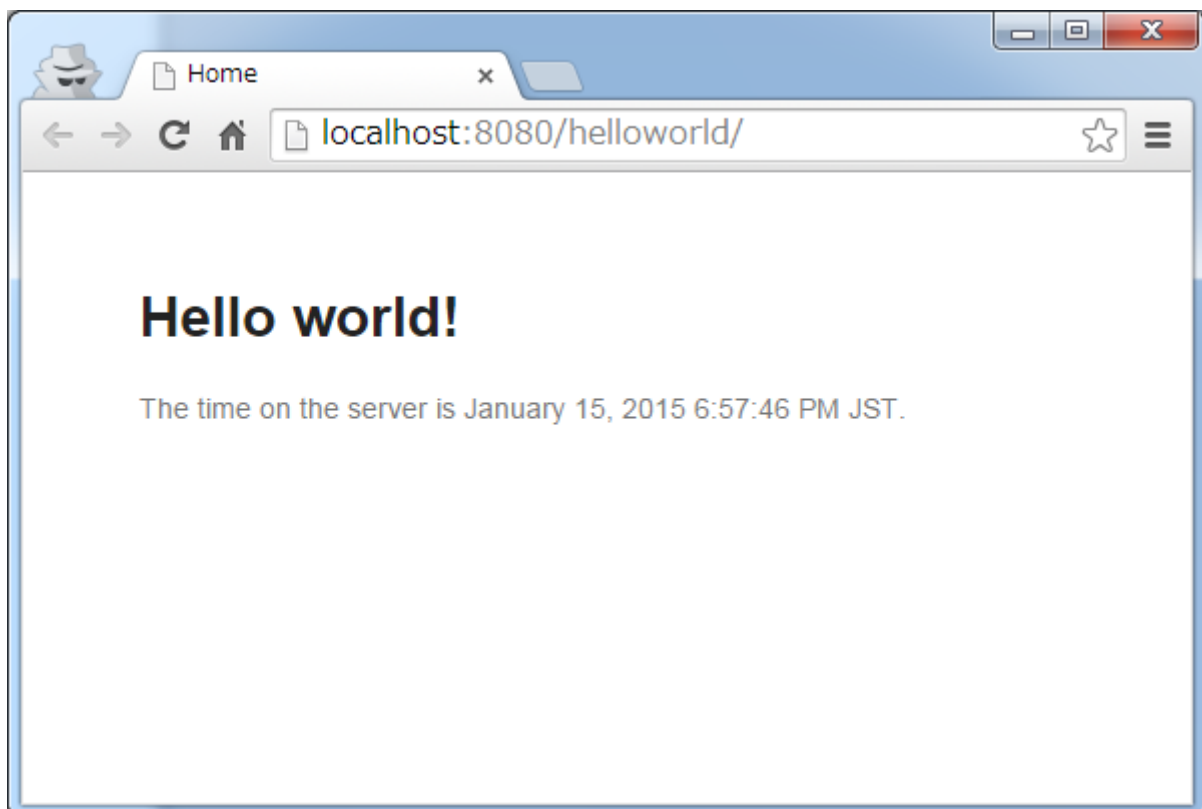 Home
localhost:8080/helloworld/
Hello world!
The time on the server is January 15, 2015 6:57:46 PM JST.